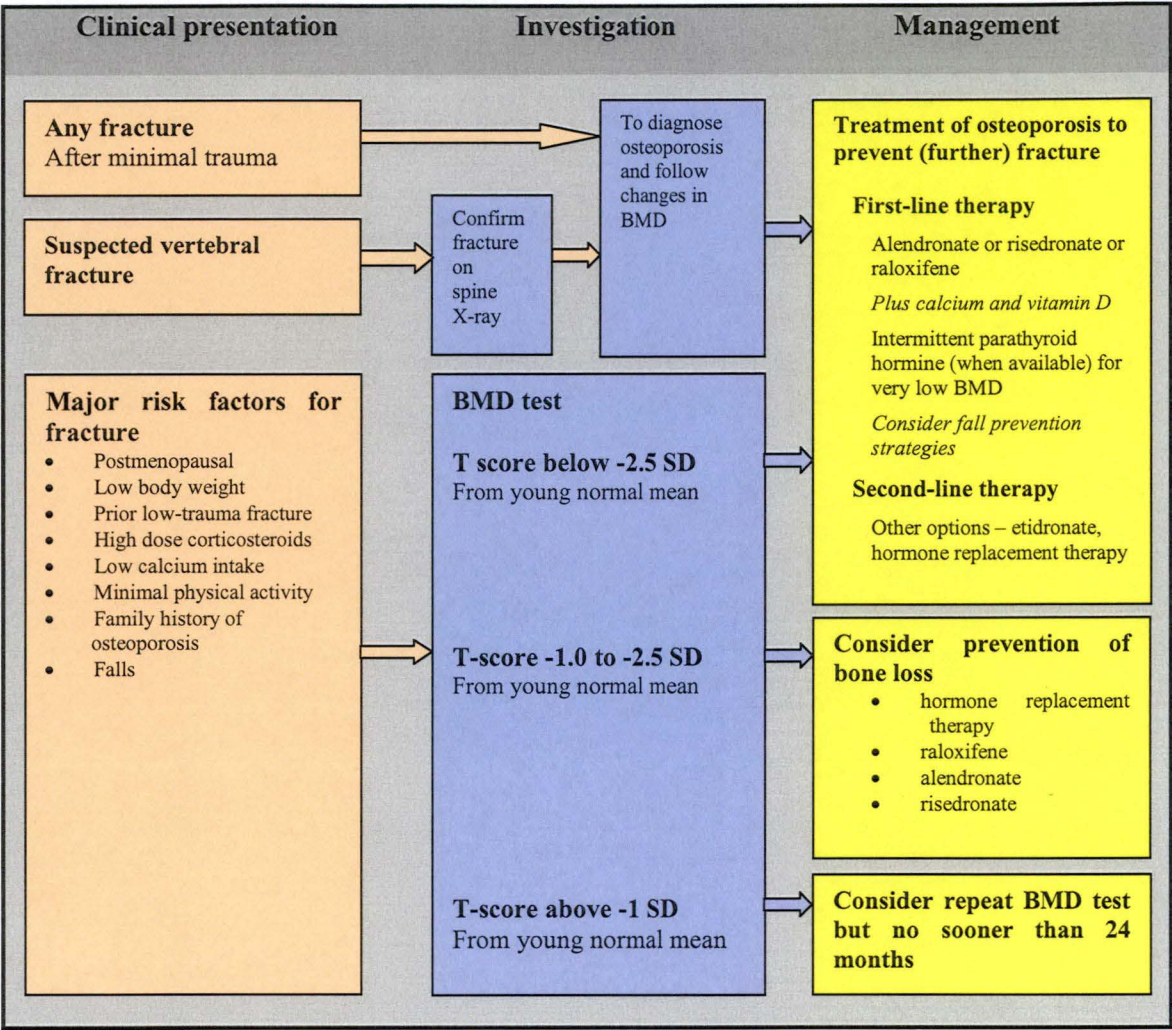 Clinical presentation
Investigation
Management
Any fracture
After minimal trauma
Suspected vertebral
fracture
Confirm
fracture
on
spine
X-ray
To diagnose
osteoporosis
and follow
changes in
BMD
Treatment of osteoporosis to
prevent (further) fracture
First-line therapy
Alendronate or risedronate or
raloxifene
Plus calcium and vitamin D
Intermittent parathyroid
hormine (when available) for
very low BMD
Consider fall prevention
strategies
Second-line therapy
Other options – etidronate,
hormone replacement therapy
Major risk factors for
fracture
• Postmenopausal
• Low body weight
• Prior low-trauma fracture
• High dose corticosteroids
• Low calcium intake
• Minimal physical activity
• Family history of
osteoporosis
• Falls
BMD test
T score below -2.5 SD
From young normal mean
T-score -1.0 to -2.5 SD
From young normal mean
T-score above -1 SD
From young normal mean
Consider prevention of
bone loss
• hormone replacement
therapy
• raloxifene
• alendronate
• risedronate
Consider repeat BMD test
but no sooner than 24
months